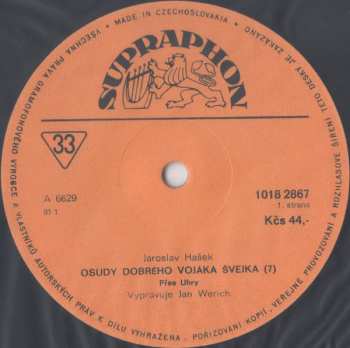 VŠECHNA PRÁVA GRAMOFONOVÉHO VÝROBCE A VLASTNÍKŮ AUTORSKÝCH PRÁV K DÍLU VYHRAŽENA. POŘIZOVÁNÍ KOPIÍ, VEŘEJNÉ PROVOZOVÁNÍ A ROZHLASOVÉ ŠÍŘENÍ TÉTO DESKY JE ZAKÁZÁNO
• MADE IN CZECHOSLOVAKIA •
SUPRAPHON
33
A 6629
81 1
1018 2867
1. strana
Kčs 44,-
Jaroslav Hašek
OSUDY DOBRÉHO VOJÁKA ŠVEJKA (7)
Přes Uhry
Vypravuje Jan Werich